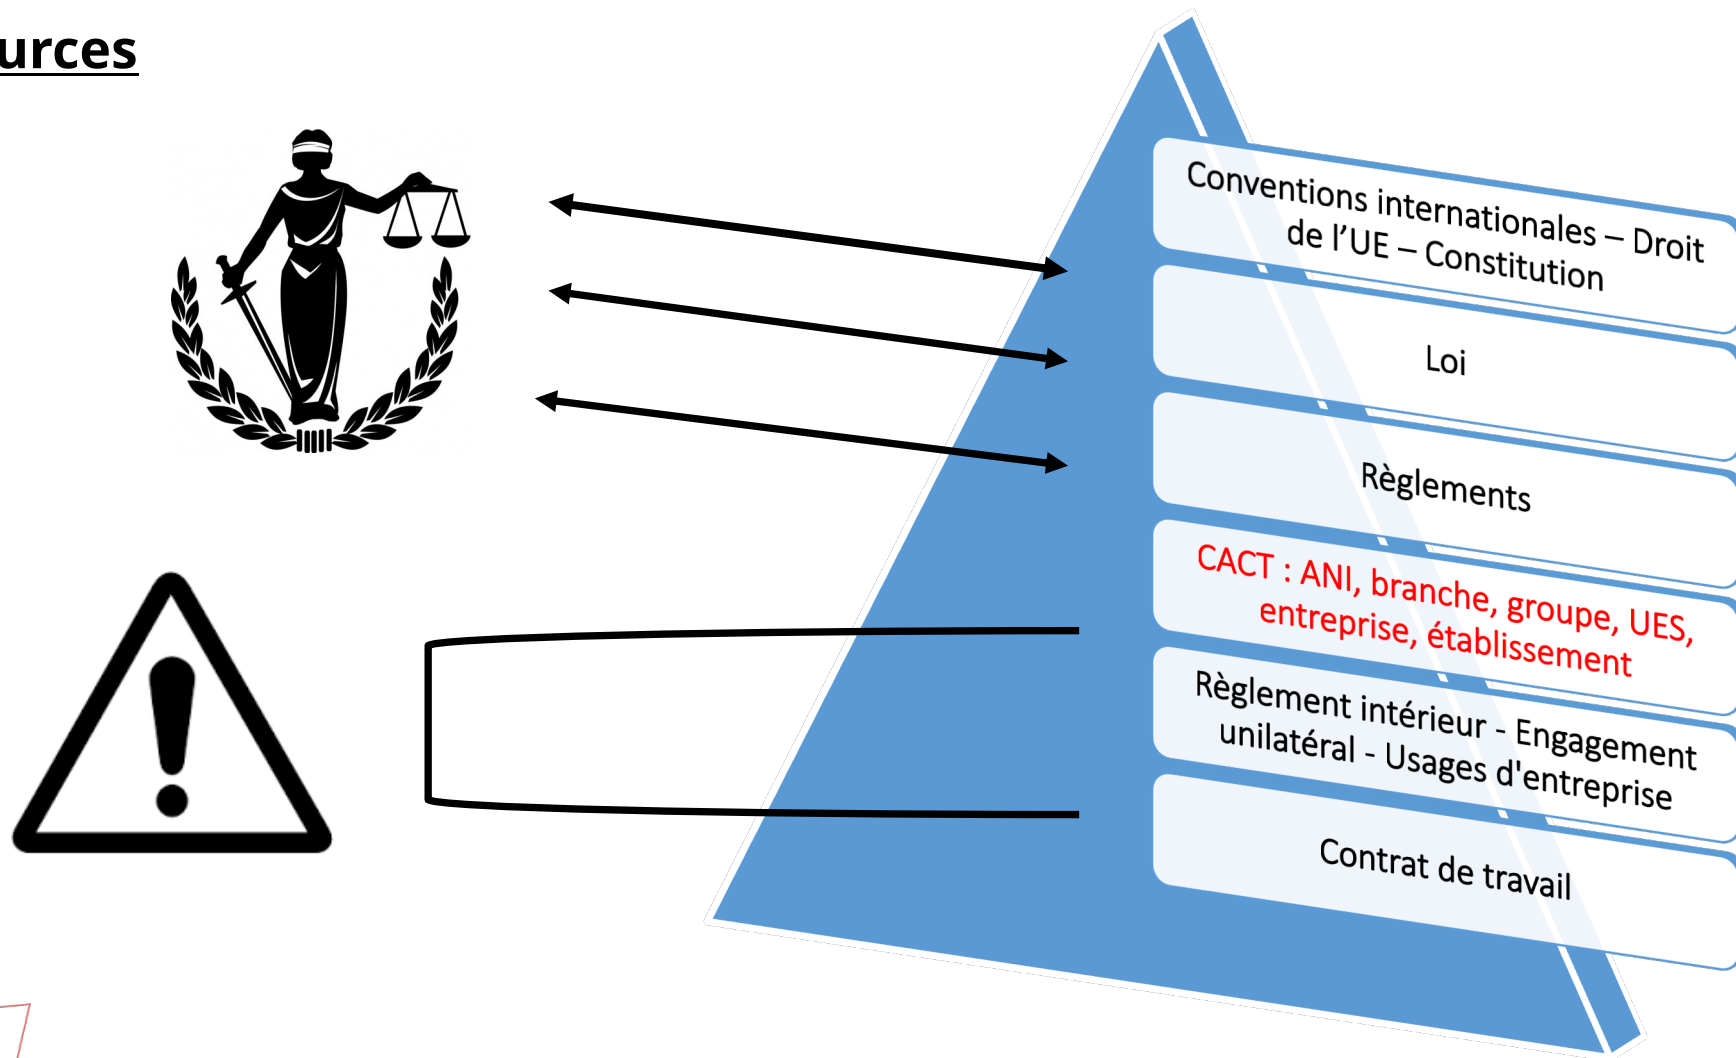 urces
Conventions internationales – Droit
de l’UE – Constitution
Loi
Règlements
CACT : ANI, branche, groupe, UES,
entreprise, établissement
Règlement intérieur - Engagement
unilatéral - Usages d'entreprise
Contrat de travail